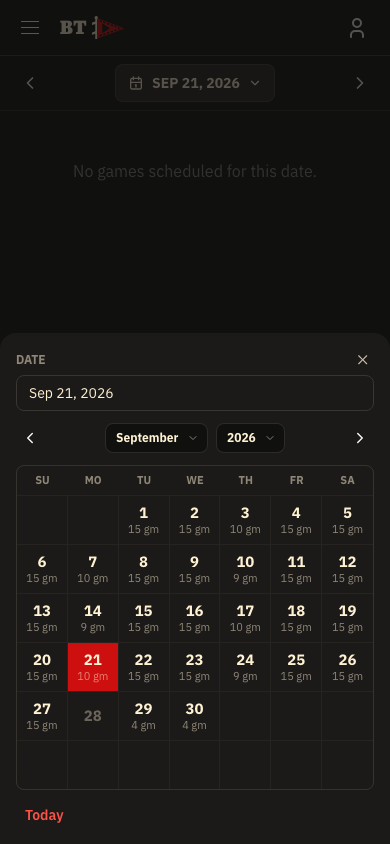 BT
SEP 21, 2026
No games scheduled for this date.
DATE
Sep 21, 2026
September 2026
SU MO TU WE TH FR SA
1 2 3 4 5
15 gm 15 gm 10 gm 15 gm 15 gm
6 7 8 9 10 11 12
15 gm 10 gm 15 gm 15 gm 9 gm 15 gm 15 gm
13 14 15 16 17 18 19
15 gm 9 gm 15 gm 15 gm 10 gm 15 gm 15 gm
20 21 22 23 24 25 26
15 gm 10 gm 15 gm 15 gm 9 gm 15 gm 15 gm
27 28 29 30
15 gm 4 gm 4 gm
Today